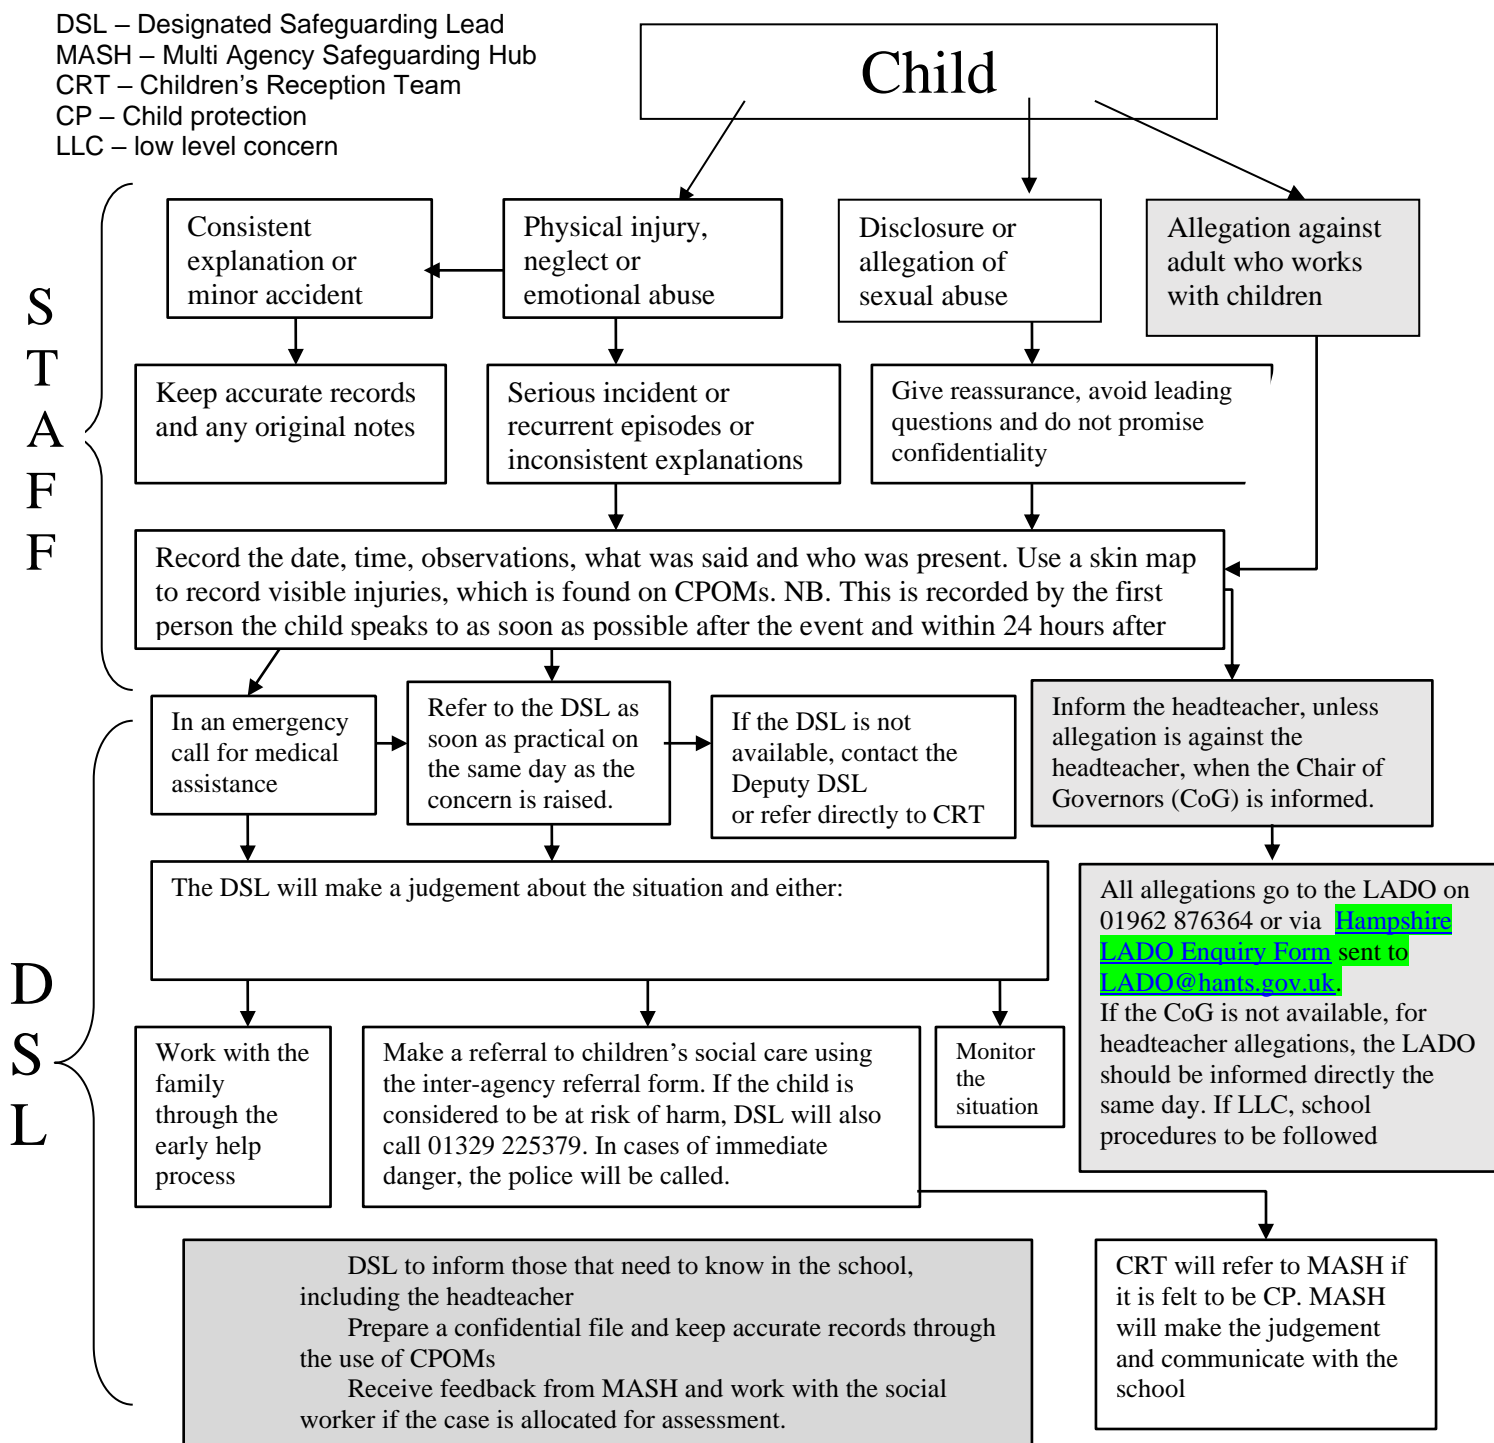 DSL – Designated Safeguarding Lead
MASH – Multi Agency Safeguarding Hub
CRT – Children's Reception Team
CP – Child protection
LLC – low level concern
Child
S
T
A
F
F
Consistent
explanation or
minor accident
Physical injury,
neglect or
emotional abuse
Disclosure or
allegation of
sexual abuse
Allegation against
adult who works
with children
Keep accurate records
and any original notes
Serious incident or
recurrent episodes or
inconsistent explanations
Give reassurance, avoid leading
questions and do not promise
confidentiality
Record the date, time, observations, what was said and who was present. Use a skin map
to record visible injuries, which is found on CPOMs. NB. This is recorded by the first
person the child speaks to as soon as possible after the event and within 24 hours after
D
S
L
In an emergency
call for medical
assistance
Refer to the DSL as
soon as practical on
the same day as the
concern is raised.
If the DSL is not
available, contact the
Deputy DSL
or refer directly to CRT
Inform the headteacher, unless
allegation is against the
headteacher, when the Chair of
Governors (CoG) is informed.
The DSL will make a judgement about the situation and either:
All allegations go to the LADO on
01962 876364 or via Hampshire
LADO Enquiry Form sent to
LADO@hants.gov.uk.
If the CoG is not available, for
headteacher allegations, the LADO
should be informed directly the
same day. If LLC, school
procedures to be followed
Work with the
family
through the
early help
process
Make a referral to children's social care using
the inter-agency referral form. If the child is
considered to be at risk of harm, DSL will also
call 01329 225379. In cases of immediate
danger, the police will be called.
Monitor
the
situation
DSL to inform those that need to know in the school,
including the headteacher
Prepare a confidential file and keep accurate records through
the use of CPOMs
Receive feedback from MASH and work with the social
worker if the case is allocated for assessment.
CRT will refer to MASH if
it is felt to be CP. MASH
will make the judgement
and communicate with the
school